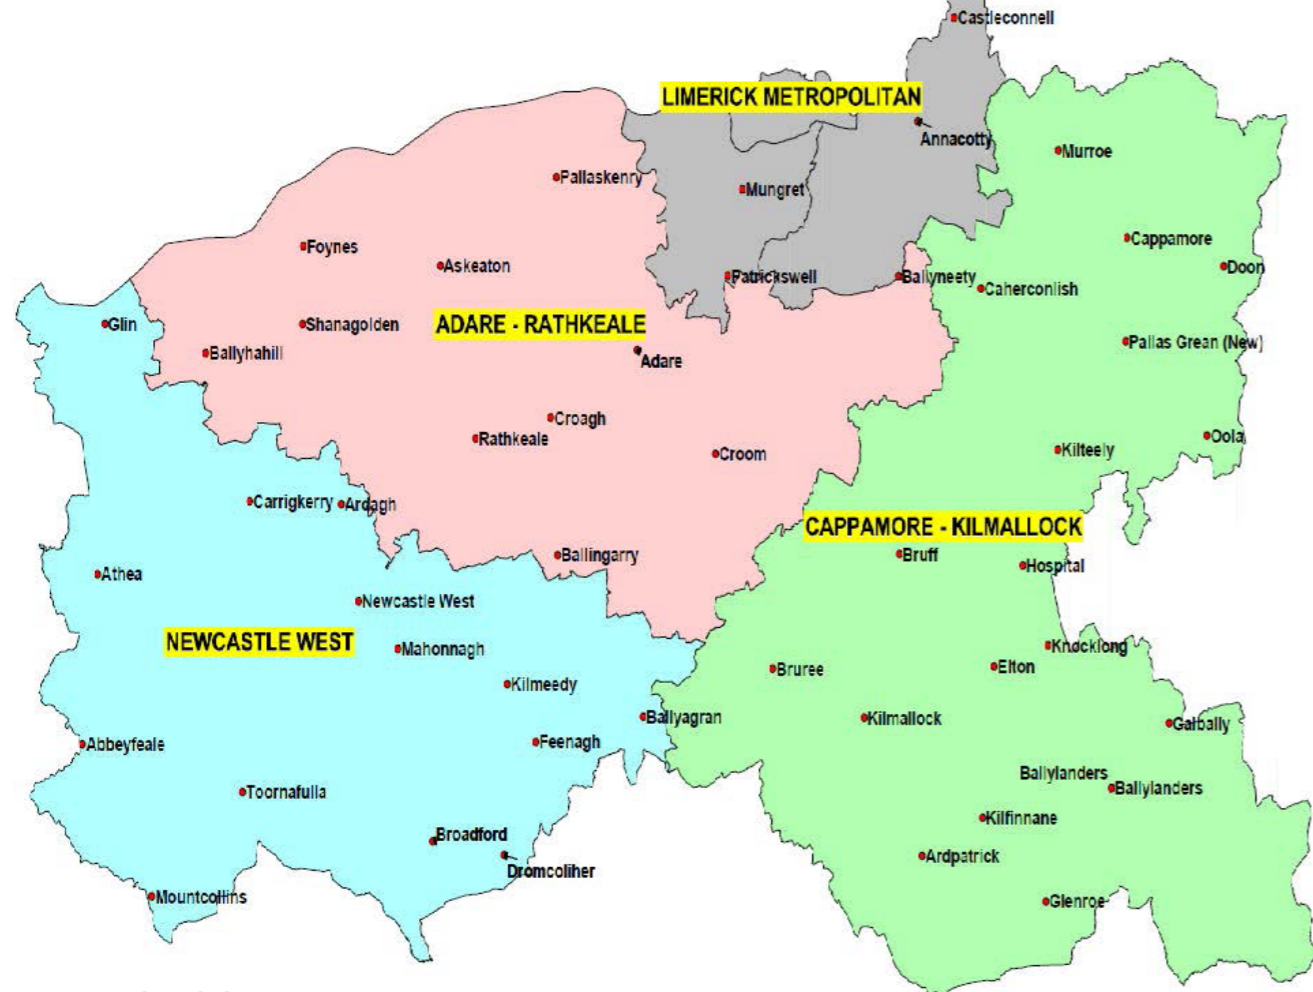 Castleconnell
LIMERICK METROPOLITAN
Annacotty
Murroe
Pallaskenry
Mungret
Cappamore
Foynes
Askeaton
Doon
Patrickswell
Ballyneety
Caherconlish
Glin
Shanagolden
ADARE - RATHKEALE
Ballyhahill
Adare
Pallas Grean (New)
Croagh
Rathkeale
Croom
Oola
Kilteely
Carrigkerry
Ardagh
CAPPAMORE - KILMALLOCK
Ballingarry
Bruff
Hospital
Athea
Newcastle West
NEWCASTLE WEST
Mahonnagh
Knocklong
Bruree
Elton
Kilmeedy
Ballyagran
Kilmallock
Galbally
Abbeyfeale
Feenagh
Ballylanders
Ballylanders
Toornafulla
Kilfinnane
Broadford
Ardpatrick
Dromcoliher
Mountcollins
Glenroe